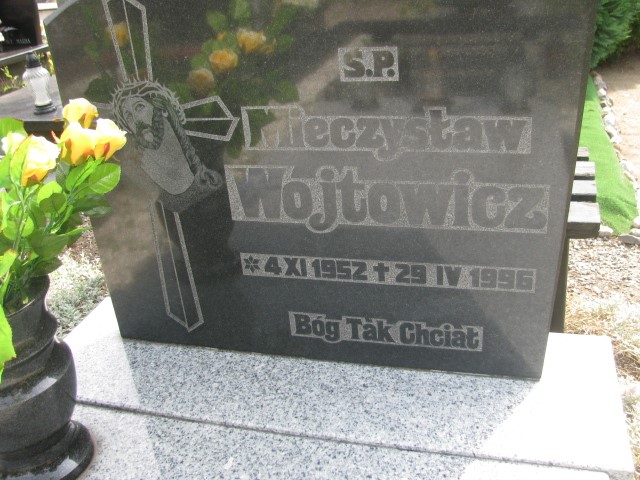 Ś.P.
Mieczysław
Wojtowicz
* 4 XI 1952 + 29 IV 1996
Bóg Tak Chciał